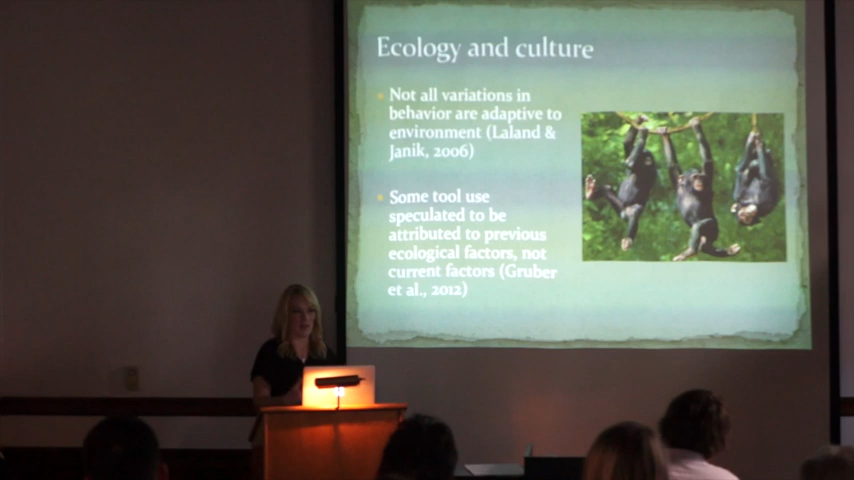 Ecology and culture
Not all variations in
behavior are adaptive to
environment (Laland &
Janik, 2006)
Some tool use
speculated to be
attributed to previous
ecological factors, not
current factors (Gruber
et al., 2012)